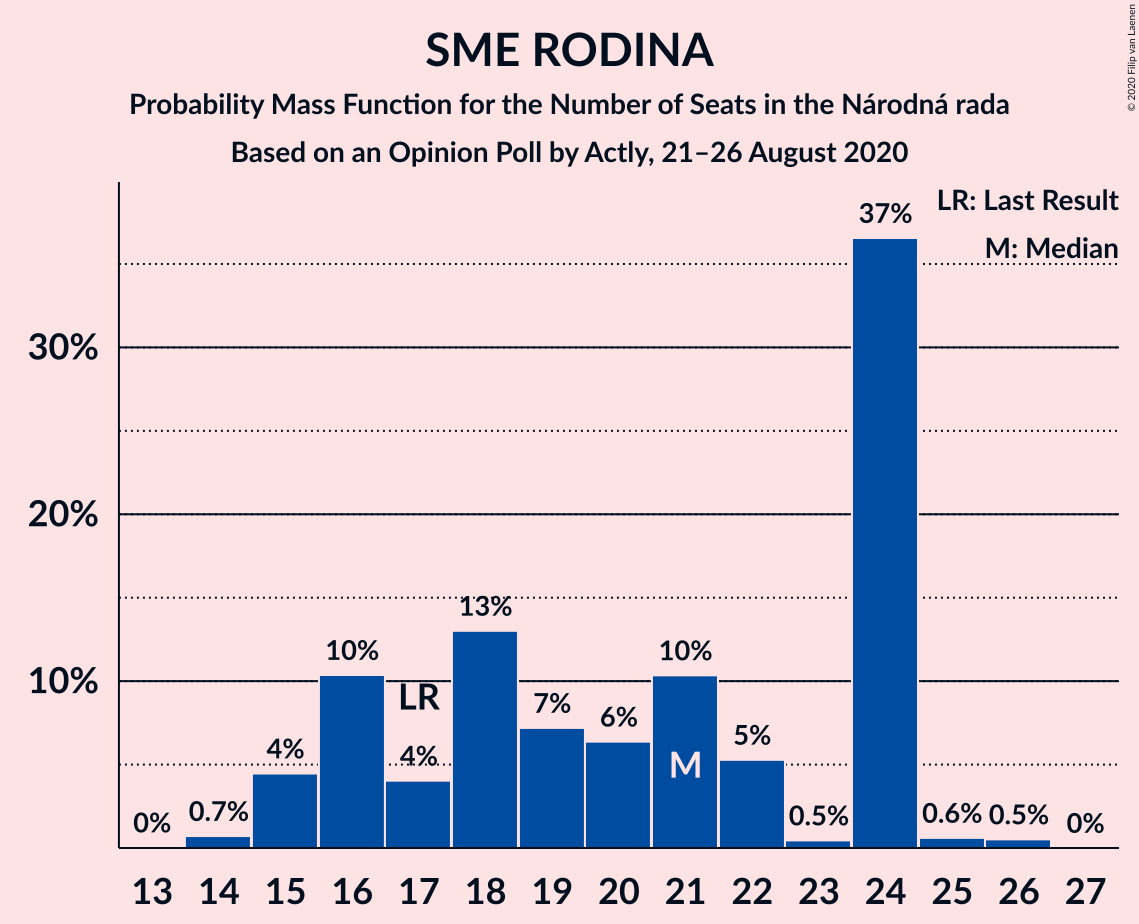 SME RODINA
Probability Mass Function for the Number of Seats in the Národná rada
Based on an Opinion Poll by Actly, 21–26 August 2020
© 2020 Filip van Laenen
LR: Last Result
M: Median
37%
30%
20%
13%
10%
10%
10%
LR
7%
6%
5%
4%
4%
M
0%
0.7%
0.5%
0.6%
0.5%
0%
13 14 15 16 17 18 19 20 21 22 23 24 25 26 27